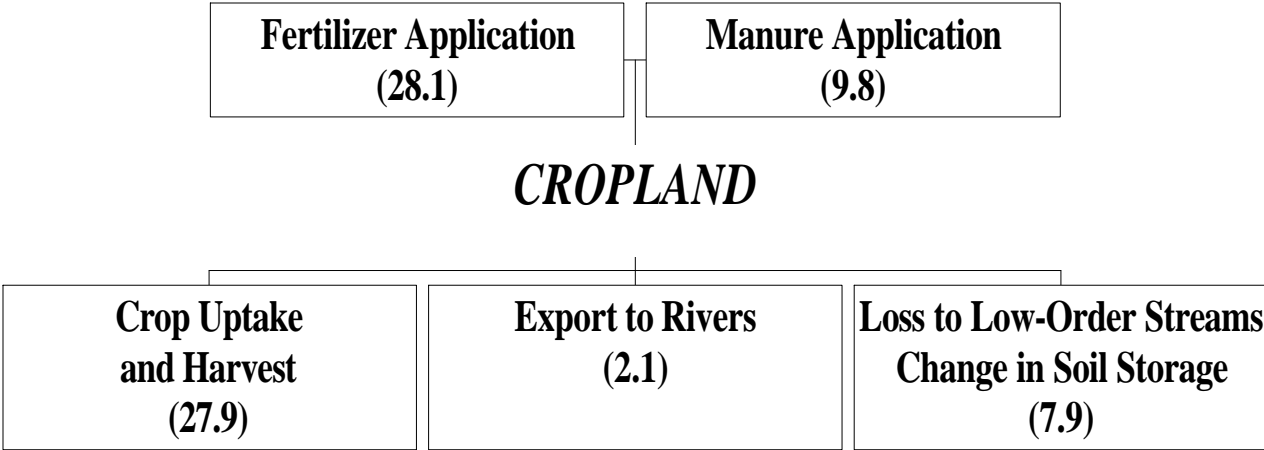 Fertilizer Application
(28.1)
Manure Application
(9.8)
CROPLAND
Crop Uptake
and Harvest
(27.9)
Export to Rivers
(2.1)
Loss to Low-Order Streams
Change in Soil Storage
(7.9)